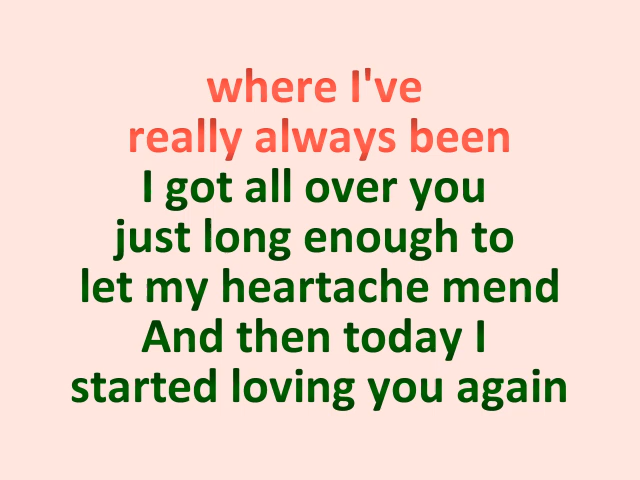 where I've
really always been
I got all over you
just long enough to
let my heartache mend
And then today I
started loving you again